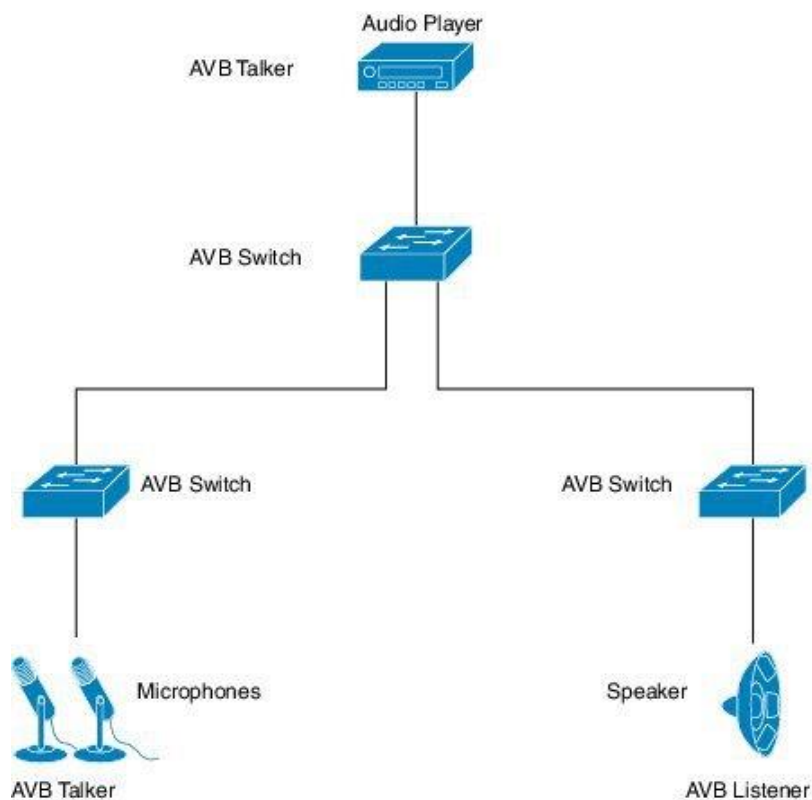 Audio Player
AVB Talker
AVB Switch
AVB Switch
AVB Switch
Microphones
Speaker
AVB Talker
AVB Listener